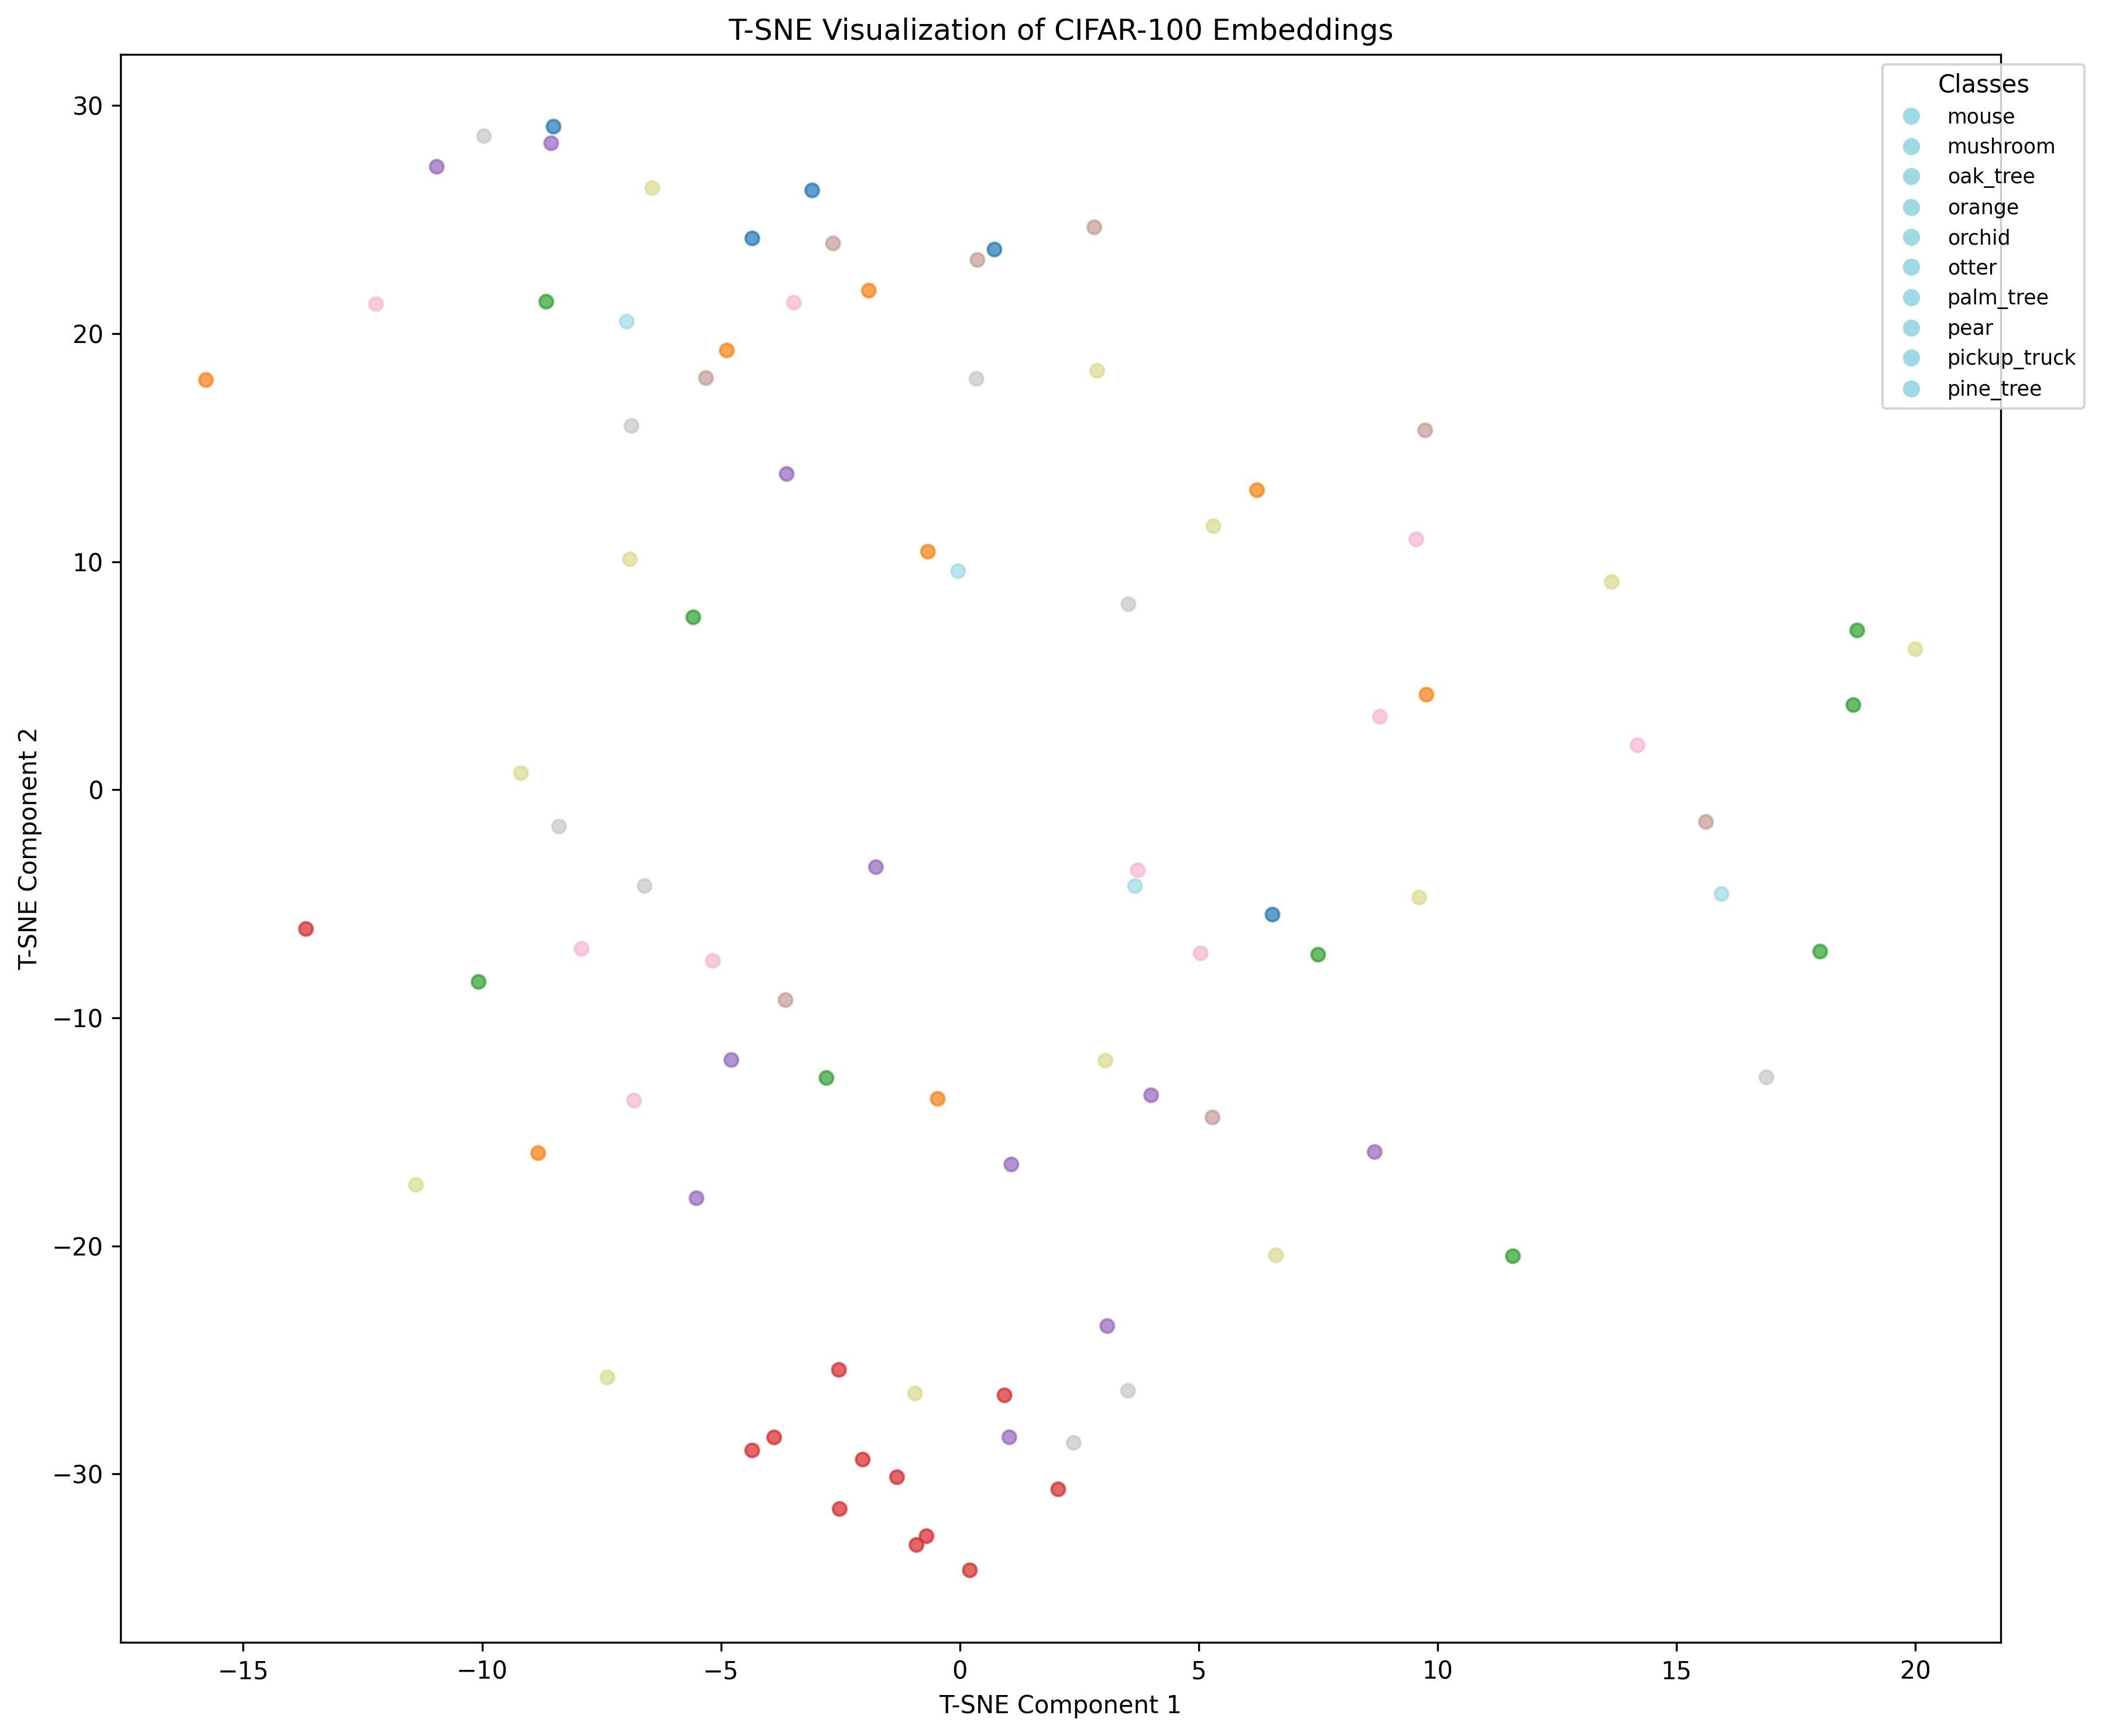 T-SNE Visualization of CIFAR-100 Embeddings
Classes
mouse
mushroom
oak_tree
orange
orchid
otter
palm_tree
pear
pickup_truck
pine_tree
30
20
10
0
−10
−20
−30
T-SNE Component 2
−15
−10
−5
0
5
10
15
20
T-SNE Component 1